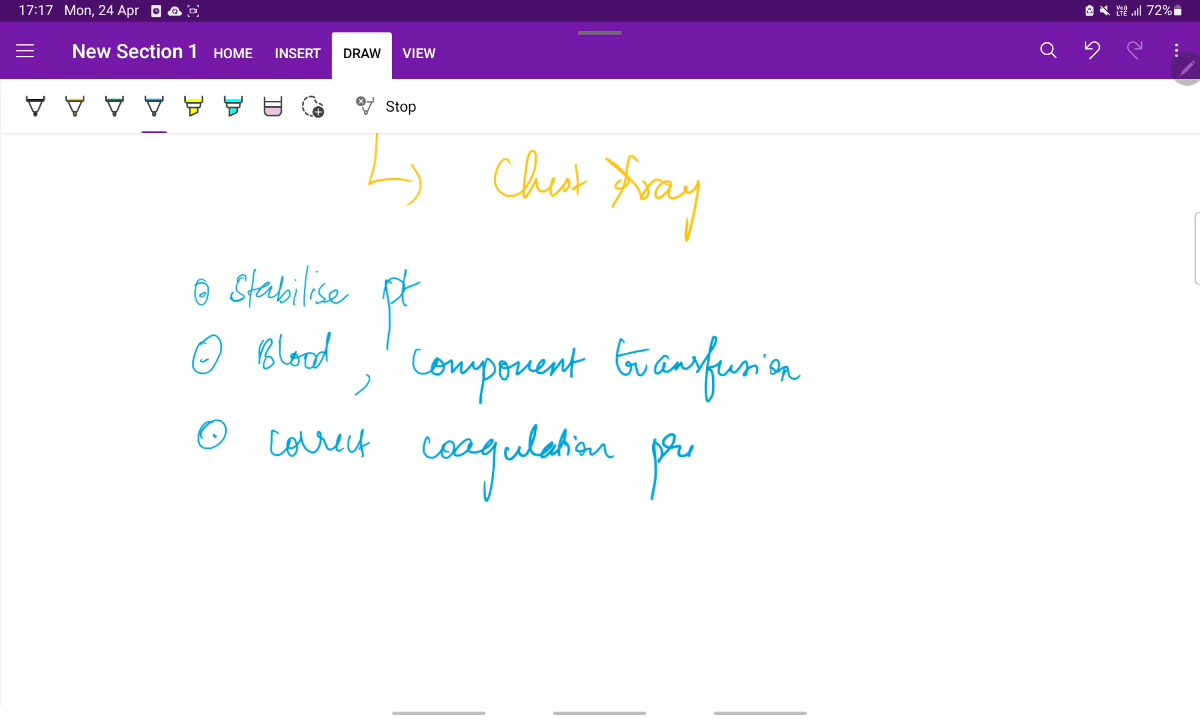 17:17 Mon, 24 Apr 72%
New Section 1 HOME INSERT DRAW VIEW
Stop
Chest Xray
Stabilise pt
Blood, component transfusion
correct coagulation